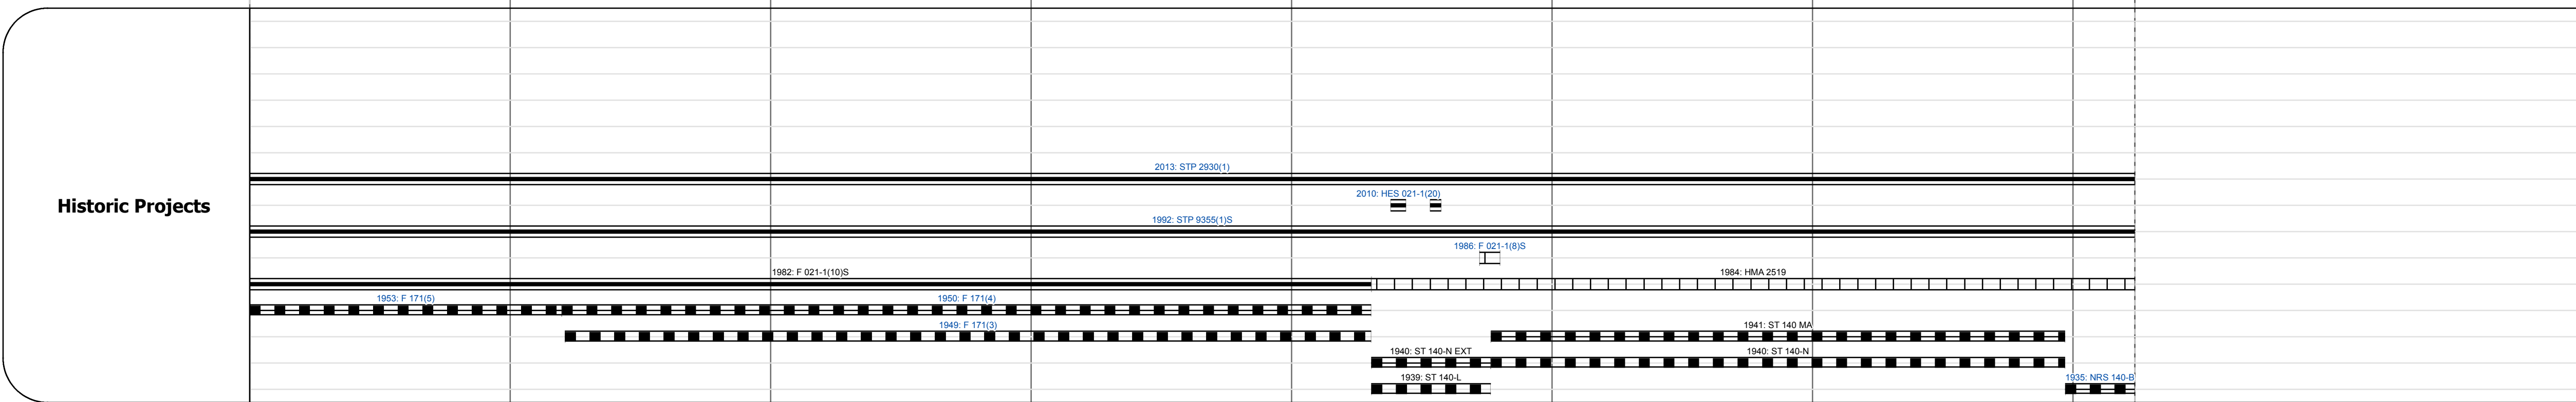 2013: STP 2930(1)
2010: HES 021-1(20)
Historic Projects
1992: STP 9355(1)S
1986: F 021-1(8)S
1982: F 021-1(10)S
1984: HMA 2519
1953: F 171(5)
1950: F 171(4)
1949: F 171(3)
1941: ST 140 MA
1940: ST 140-N EXT
1940: ST 140-N
1939: ST 140-L
1935: NRS 140-B